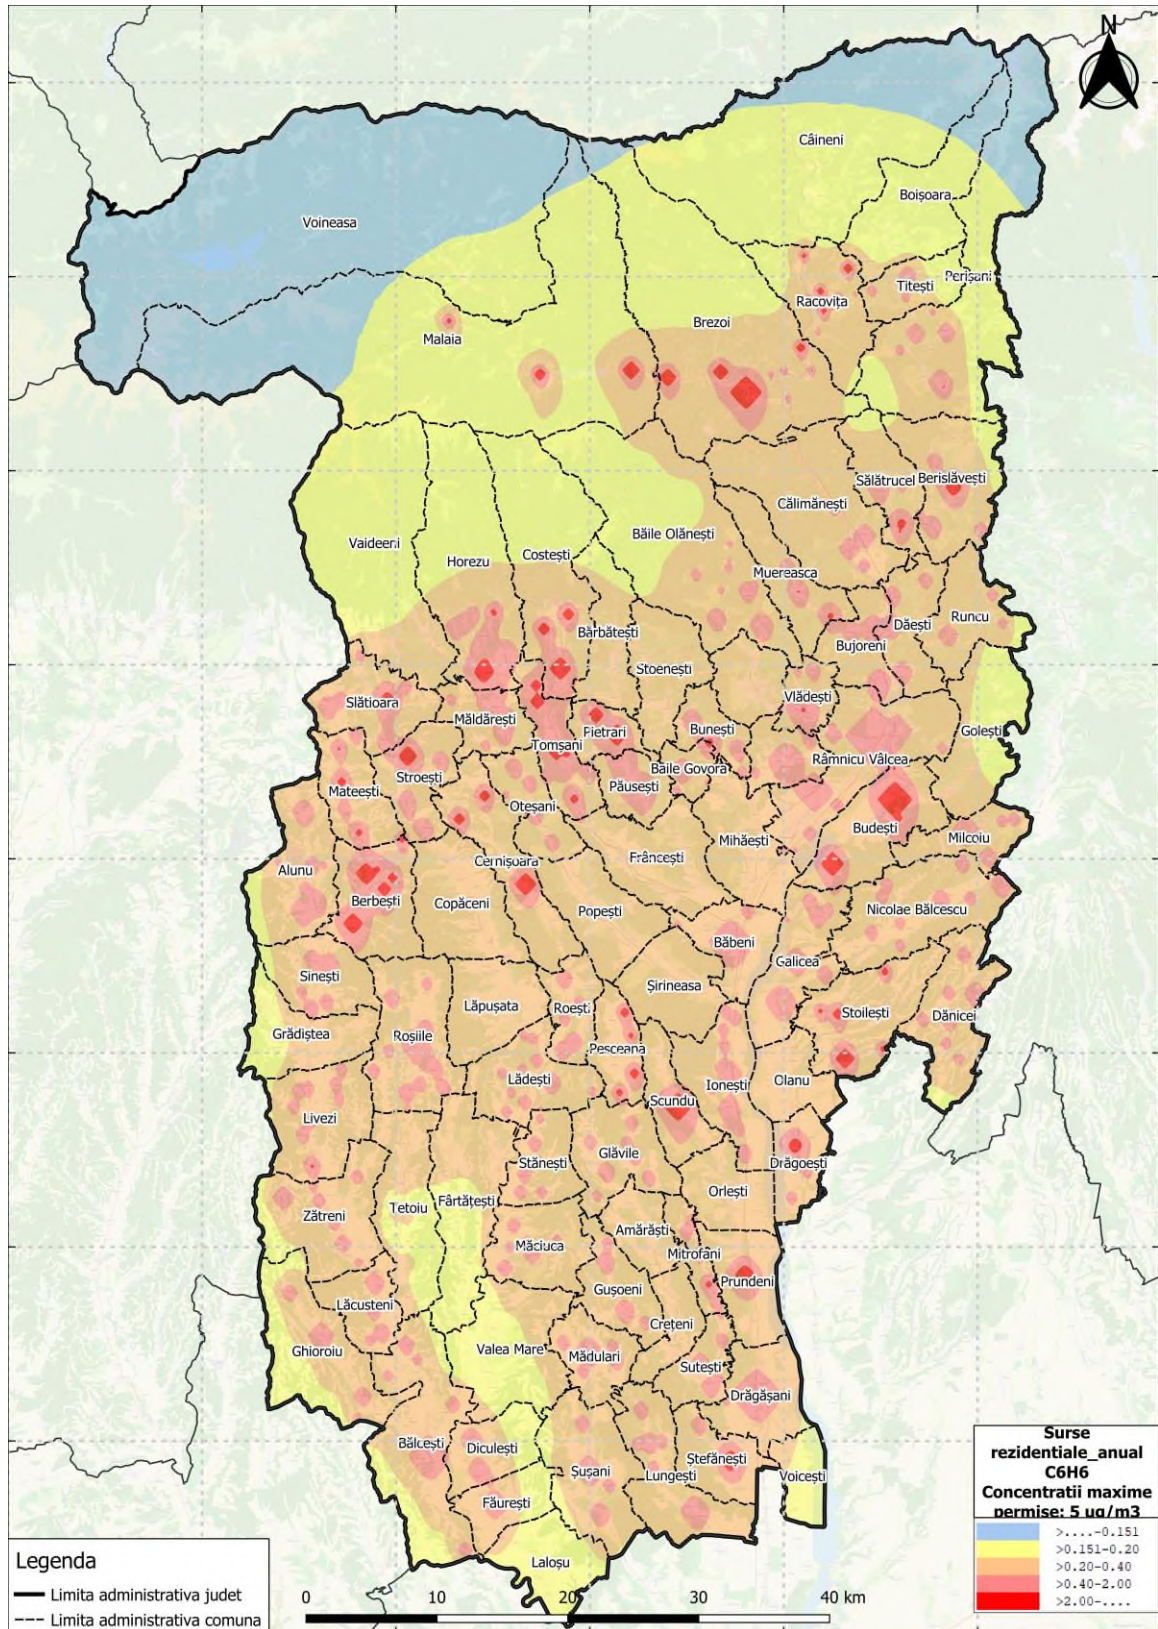 N
Câineni
Boișoara
Voineasa
Perișani
Titești
Racovița
Brezoi
Malaia
Sălătrucel
Berislăvești
Călimănești
Băile Olănești
Vaideeni
Costești
Horezu
Muereasca
Runcu
Dăești
Bărbătești
Bujoreni
Stoenești
Vlădești
Slătioara
Măldărești
Bunești
Golești
Pietrari
Tomșani
Râmnicu Vâlcea
Băile Govora
Stroești
Păusești
Mateești
Oteșani
Budești
Milcoiu
Mihăești
Frâncești
Cernișoara
Alunu
Berbești
Copăceni
Popești
Nicolae Bălcescu
Băbeni
Galicea
Sinești
Șirineasa
Lăpușata
Roești
Stoilești
Dănicei
Grădiștea
Roșiile
Pesceana
Lădești
Olanu
Ionești
Scundu
Livezi
Glăvile
Stănești
Drăgoești
Orlești
Fârtățești
Tetoiu
Zătreni
Amărăști
Măciuca
Mitrofani
Prundeni
Gușoeni
Lăcusteni
Crețeni
Valea Mare
Ghioroiu
Mădulari
Sutești
Drăgășani
Bălcești
Diculești
Ștefănești
Șușani
Lungești
Voicești
Făurești
Laloșu
Surse
rezidentiale_anual
C6H6
Concentratii maxime
permise: 5 ug/m3
>....-0.151
>0.151-0.20
>0.20-0.40
>0.40-2.00
>2.00-....
Legenda
Limita administrativa judet
Limita administrativa comuna
0 10 20 30 40 km